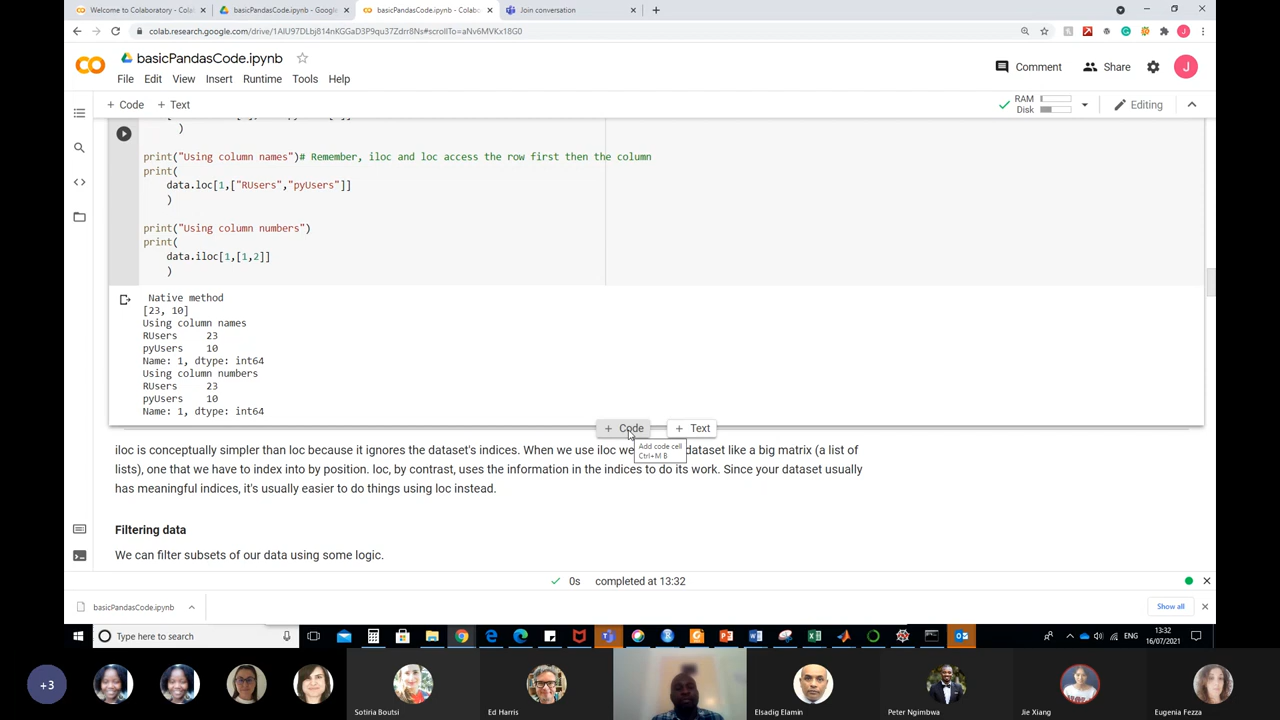 Welcome to Colaboratory - Colab
basicPandasCode.ipynb - Google
basicPandasCode.ipynb - Colabo
Join conversation
colab.research.google.com/drive/1AlU97DLbj814nKGGaD3P9qu37Zdrr8Ns#scrollTo=aNv6MVKx18G0
basicPandasCode.ipynb
Comment
Share
J
File Edit View Insert Runtime Tools Help
+ Code + Text
RAM
Disk
Editing
)
print("Using column names")# Remember, iloc and loc access the row first then the column
print(
data.loc[1,["RUsers","pyUsers"]]
)
print("Using column numbers")
print(
data.iloc[1,[1,2]]
)
Native method
[23, 10]
Using column names
RUsers 23
pyUsers 10
Name: 1, dtype: int64
Using column numbers
RUsers 23
pyUsers 10
Name: 1, dtype: int64
+ Code + Text
Add code cell
Ctrl+M B
iloc is conceptually simpler than loc because it ignores the dataset's indices. When we use iloc we dataset like a big matrix (a list of
lists), one that we have to index into by position. loc, by contrast, uses the information in the indices to do its work. Since your dataset usually
has meaningful indices, it's usually easier to do things using loc instead.
Filtering data
We can filter subsets of our data using some logic.
0s completed at 13:32
basicPandasCode.ipynb
Show all
Type here to search
ENG
13:32
16/07/2021
+3
Sotiria Boutsi
Ed Harris
Elsadig Elamin
Peter Ngimbwa
Jie Xiang
Eugenia Fezza